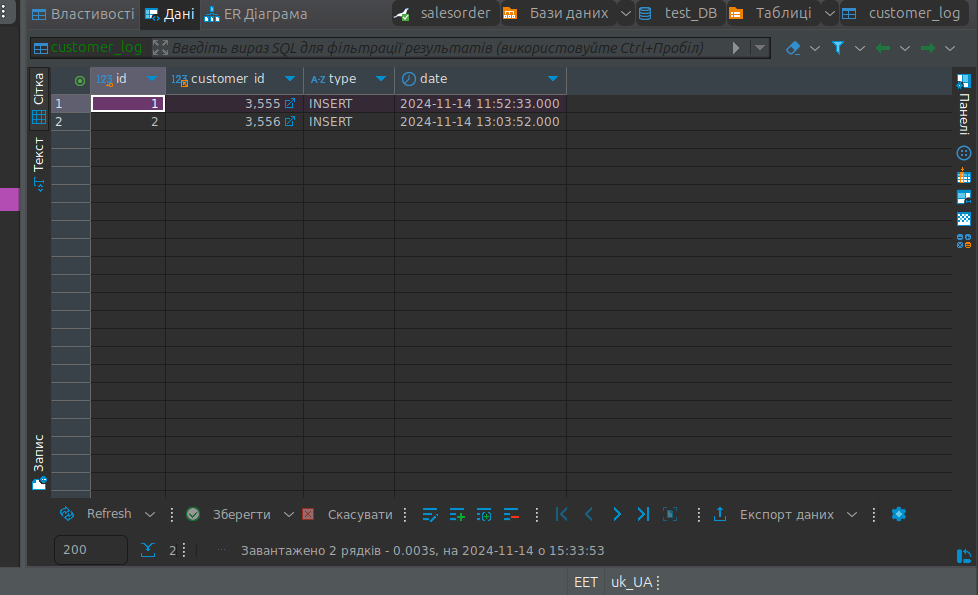 Властивості Дані ER Діаграма salesorder Бази даних test_DB Таблиці customer_log
customer_log Введіть вираз SQL для фільтрації результатів (використовуйте Ctrl+Пробіл)
Сітка
Текст
Запис
123 id 123 customer_id A-Z type date
1 1 3,555 INSERT 2024-11-14 11:52:33.000
2 2 3,556 INSERT 2024-11-14 13:03:52.000
Панелі
Refresh Зберегти Скасувати Експорт даних
200 2 ... Завантажено 2 рядків - 0.003s, на 2024-11-14 о 15:33:53
EET uk_UA